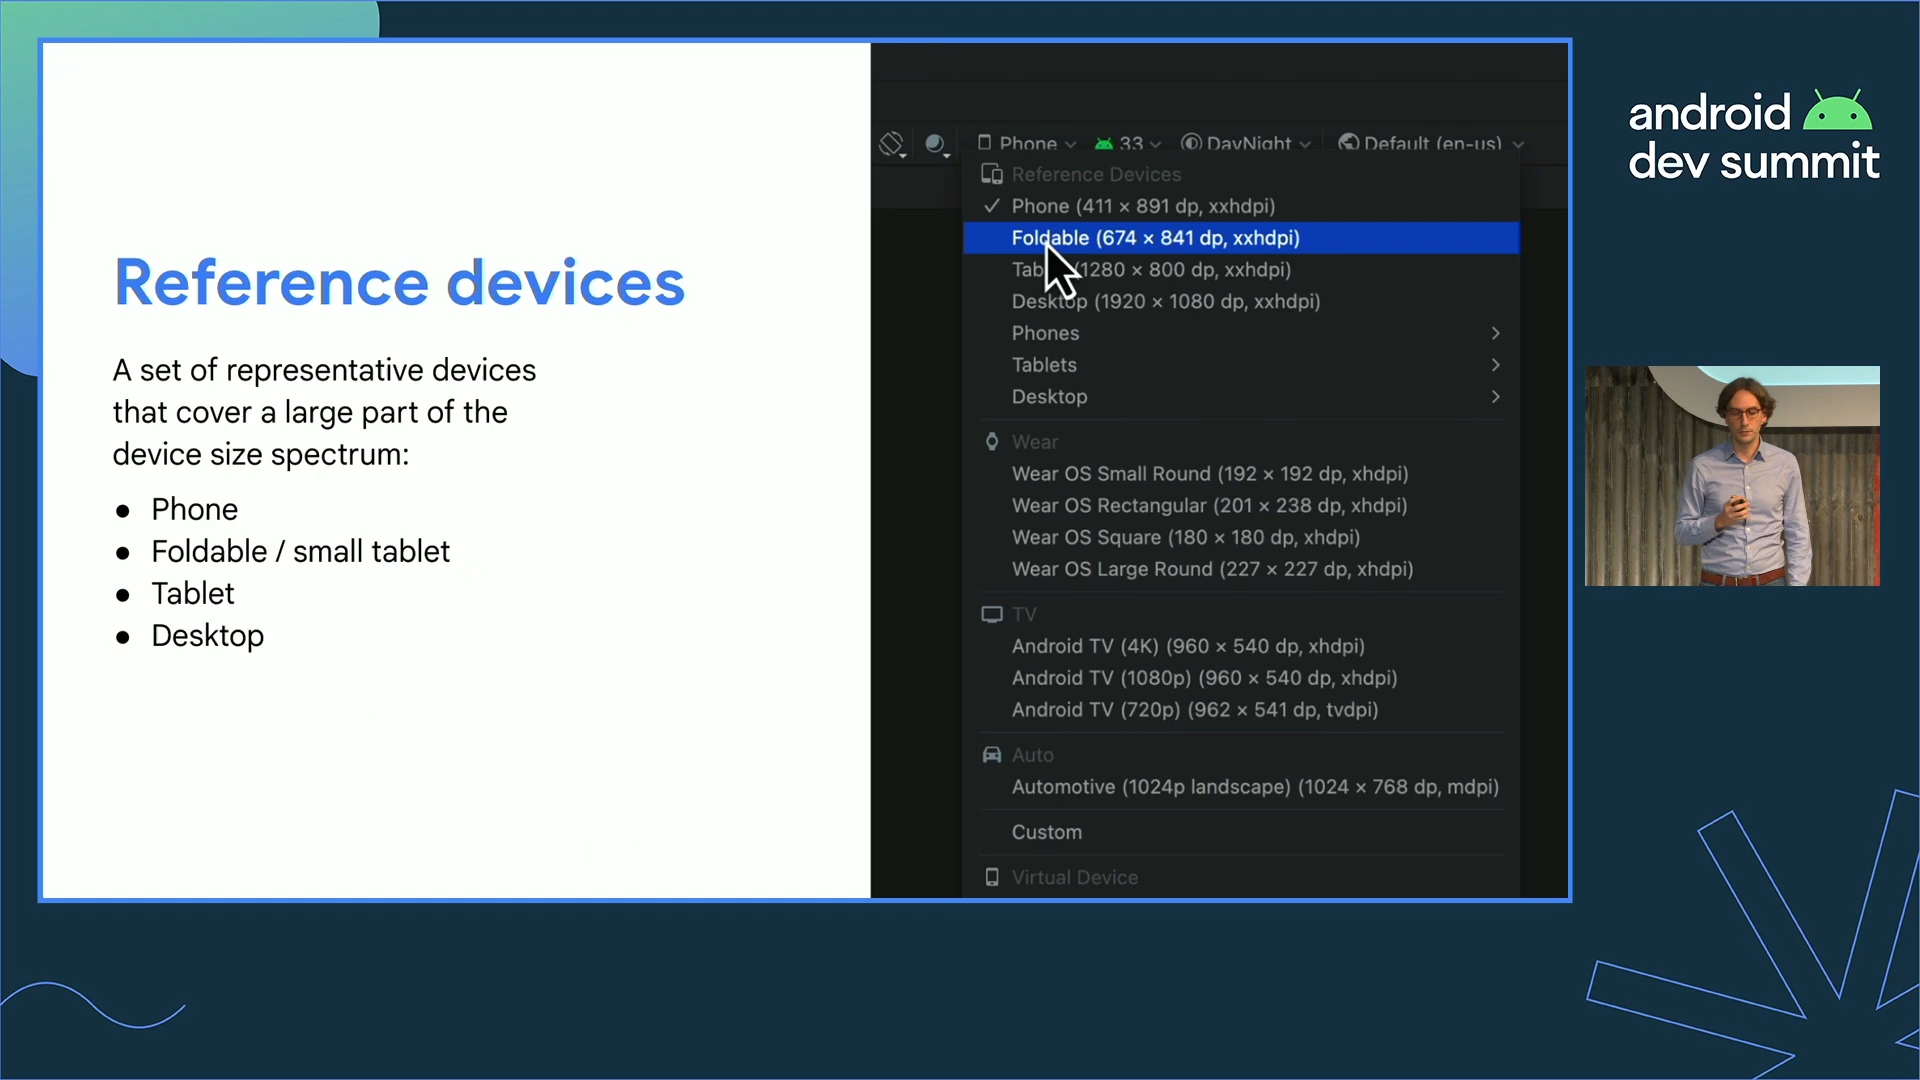 Reference devices
A set of representative devices
that cover a large part of the
device size spectrum:
● Phone
● Foldable / small tablet
● Tablet
● Desktop
Phone 33 DayNight Default (en-us)
Reference Devices
Phone (411 × 891 dp, xxhdpi)
Foldable (674 × 841 dp, xxhdpi)
(1280 × 800 dp, xxhdpi)
Desktop (1920 × 1080 dp, xxhdpi)
Phones
Tablets
Desktop
Wear
Wear OS Small Round (192 × 192 dp, xhdpi)
Wear OS Rectangular (201 × 238 dp, xhdpi)
Wear OS Square (180 × 180 dp, xhdpi)
Wear OS Large Round (227 × 227 dp, xhdpi)
TV
Android TV (4K) (960 × 540 dp, xhdpi)
Android TV (1080p) (960 × 540 dp, xhdpi)
Android TV (720p) (962 × 541 dp, tvdpi)
Auto
Automotive (1024p landscape) (1024 × 768 dp, mdpi)
Custom
Virtual Device
android
dev summit